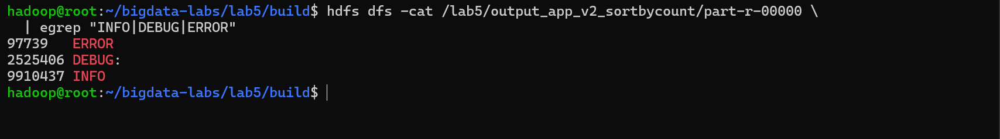 hadoop@root:~/bigdata-labs/lab5/build$ hdfs dfs -cat /lab5/output_app_v2_sortbycount/part-r-00000 \
  | egrep "INFO|DEBUG|ERROR"
97739   ERROR
2525406 DEBUG:
9910437 INFO
hadoop@root:~/bigdata-labs/lab5/build$